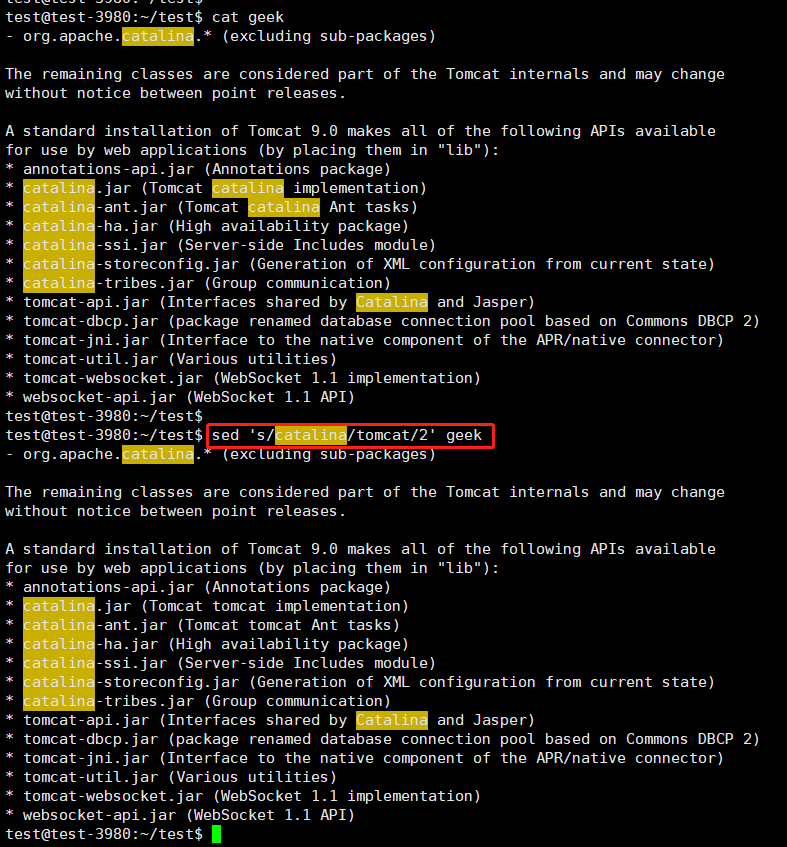 test@test-3980:~/test$ cat geek
- org.apache.catalina.* (excluding sub-packages)
The remaining classes are considered part of the Tomcat internals and may change
without notice between point releases.
A standard installation of Tomcat 9.0 makes all of the following APIs available
for use by web applications (by placing them in "lib"):
* annotations-api.jar (Annotations package)
* catalina.jar (Tomcat catalina implementation)
* catalina-ant.jar (Tomcat catalina Ant tasks)
* catalina-ha.jar (High availability package)
* catalina-ssi.jar (Server-side Includes module)
* catalina-storeconfig.jar (Generation of XML configuration from current state)
* catalina-tribes.jar (Group communication)
* tomcat-api.jar (Interfaces shared by Catalina and Jasper)
* tomcat-dbcp.jar (package renamed database connection pool based on Commons DBCP 2)
* tomcat-jni.jar (Interface to the native component of the APR/native connector)
* tomcat-util.jar (Various utilities)
* tomcat-websocket.jar (WebSocket 1.1 implementation)
* websocket-api.jar (WebSocket 1.1 API)
test@test-3980:~/test$
test@test-3980:~/test$ sed 's/catalina/tomcat/2' geek
- org.apache.catalina.* (excluding sub-packages)
The remaining classes are considered part of the Tomcat internals and may change
without notice between point releases.
A standard installation of Tomcat 9.0 makes all of the following APIs available
for use by web applications (by placing them in "lib"):
* annotations-api.jar (Annotations package)
* catalina.jar (Tomcat tomcat implementation)
* catalina-ant.jar (Tomcat tomcat Ant tasks)
* catalina-ha.jar (High availability package)
* catalina-ssi.jar (Server-side Includes module)
* catalina-storeconfig.jar (Generation of XML configuration from current state)
* catalina-tribes.jar (Group communication)
* tomcat-api.jar (Interfaces shared by Catalina and Jasper)
* tomcat-dbcp.jar (package renamed database connection pool based on Commons DBCP 2)
* tomcat-jni.jar (Interface to the native component of the APR/native connector)
* tomcat-util.jar (Various utilities)
* tomcat-websocket.jar (WebSocket 1.1 implementation)
* websocket-api.jar (WebSocket 1.1 API)
test@test-3980:~/test$